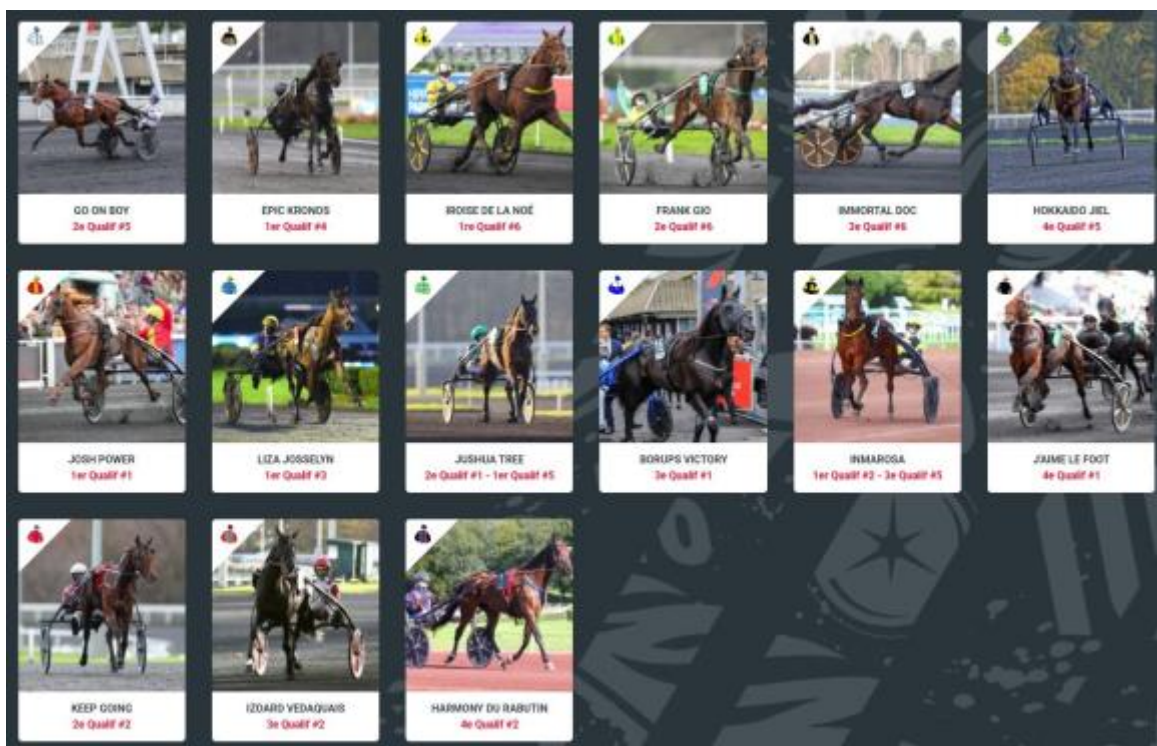 GO ON BOY
2e Qualif #5
EPIC KRONOS
1er Qualif #4
IROISE DE LA NOÉ
1re Qualif #6
FRANK GIO
2e Qualif #6
IMMORTAL DOC
3e Qualif #6
HOKKAIDO JIEL
4e Qualif #5
JOSH POWER
1er Qualif #1
LIZA JOSSELYN
1er Qualif #3
JUSHUA TREE
2e Qualif #1 - 1er Qualif #5
BORUPS VICTORY
3e Qualif #1
INMAROSA
1er Qualif #2 - 3e Qualif #5
J'AIME LE FOOT
4e Qualif #1
KEEP GOING
2e Qualif #2
IZOARD VEDAQUAIS
3e Qualif #2
HARMONY DU RABUTIN
4e Qualif #2